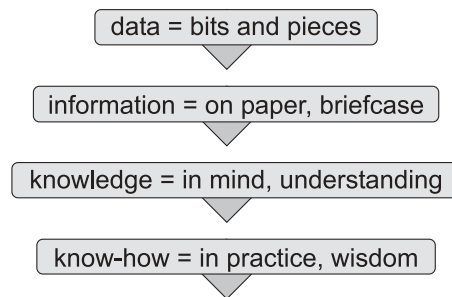 data = bits and pieces
information = on paper, briefcase
knowledge = in mind, understanding
know-how = in practice, wisdom